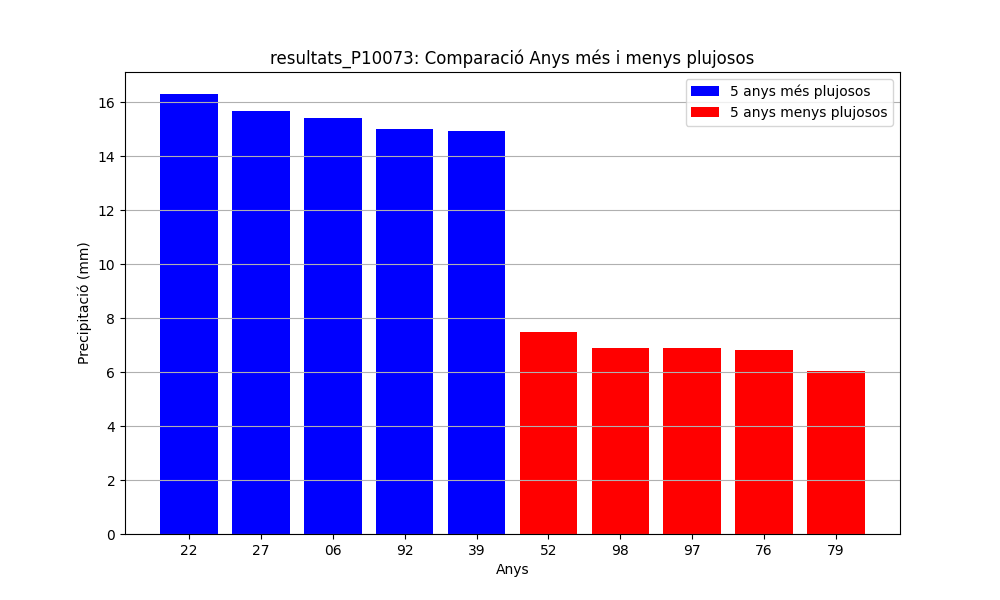 resultats_P10073: Comparació Anys més i menys plujosos
5 anys més plujosos
5 anys menys plujosos
Precipitació (mm)
16
14
12
10
8
6
4
2
0
22 27 06 92 39 52 98 97 76 79
Anys